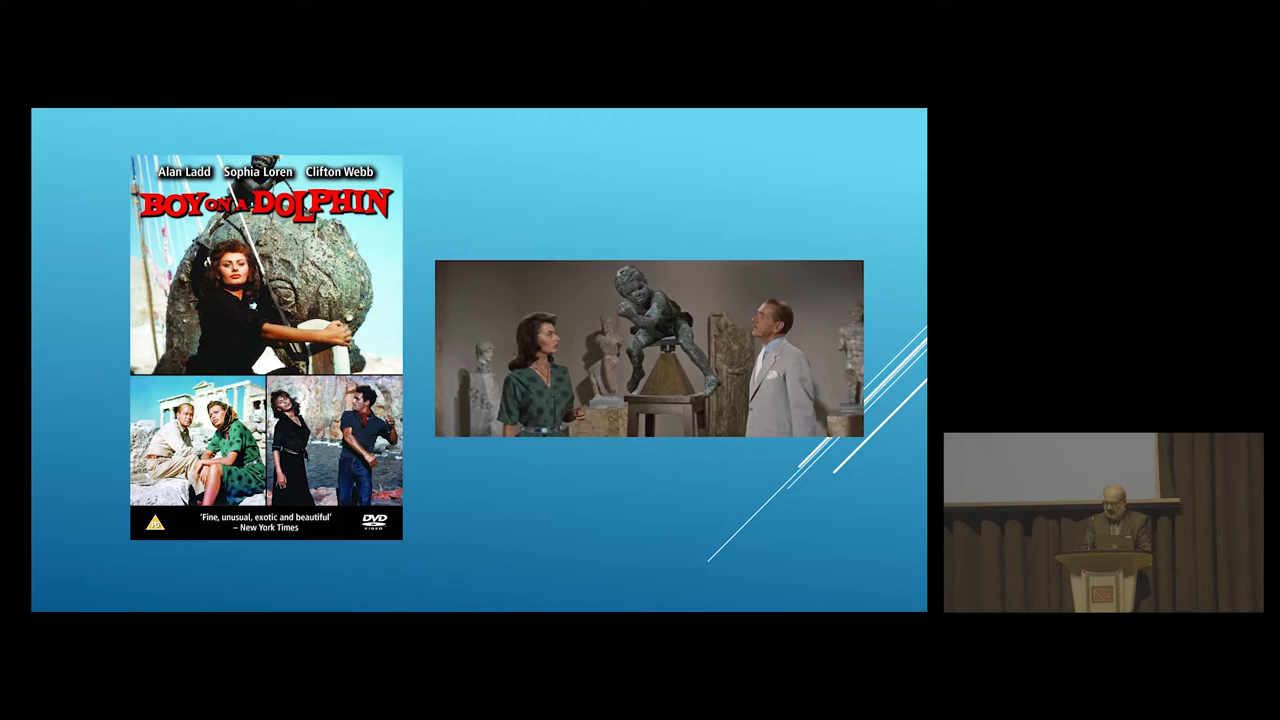 Alan Ladd Sophia Loren Clifton Webb
BOY ON A DOLPHIN
PG
'Fine, unusual, exotic and beautiful'
– New York Times
DVD
VIDEO